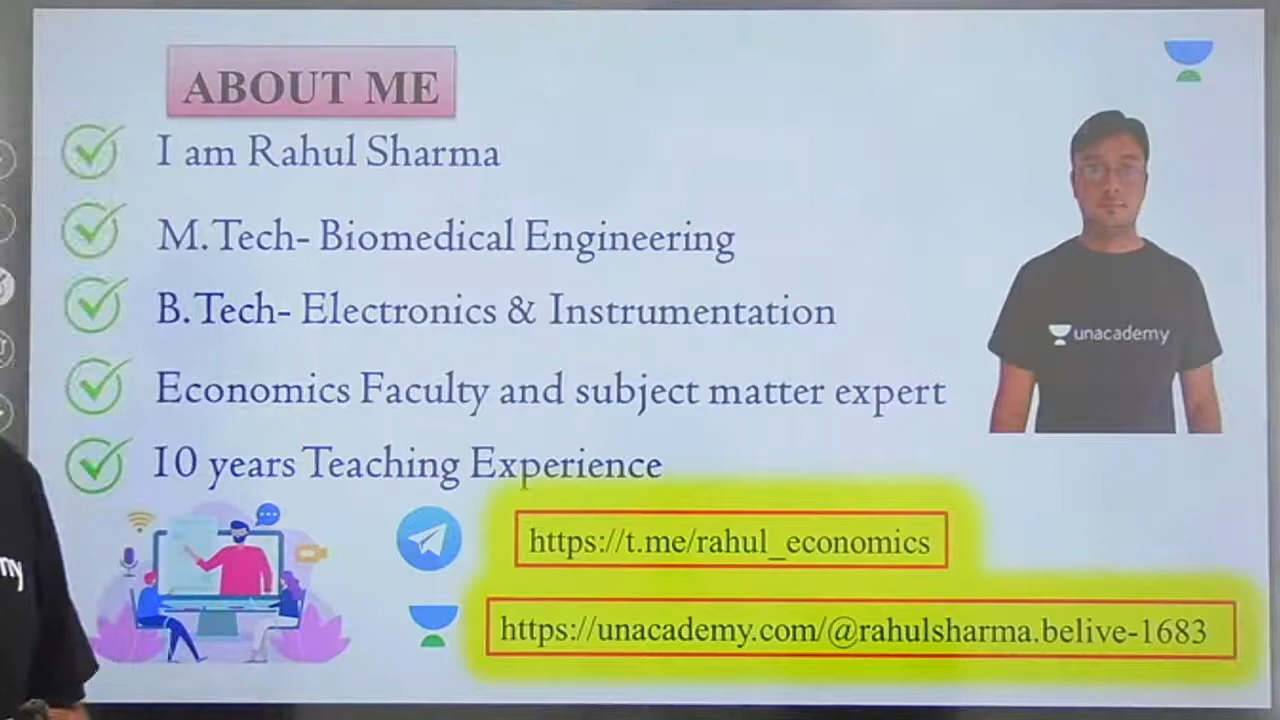 ABOUT ME
I am Rahul Sharma
M.Tech- Biomedical Engineering
B.Tech- Electronics & Instrumentation
Economics Faculty and subject matter expert
10 years Teaching Experience
https://t.me/rahul_economics
https://unacademy.com/@rahulsharma.belive-1683
unacademy
my